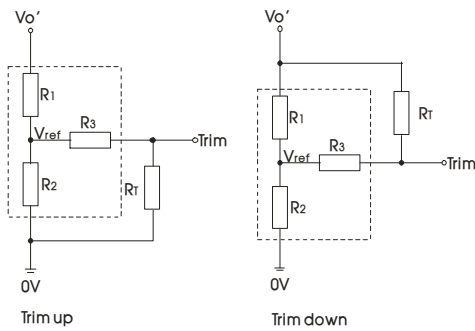 Vo'
R1
Vref
R3
Trim
R2
RT
0V
Trim up
Vo'
R1
RT
Vref
R3
Trim
R2
0V
Trim down